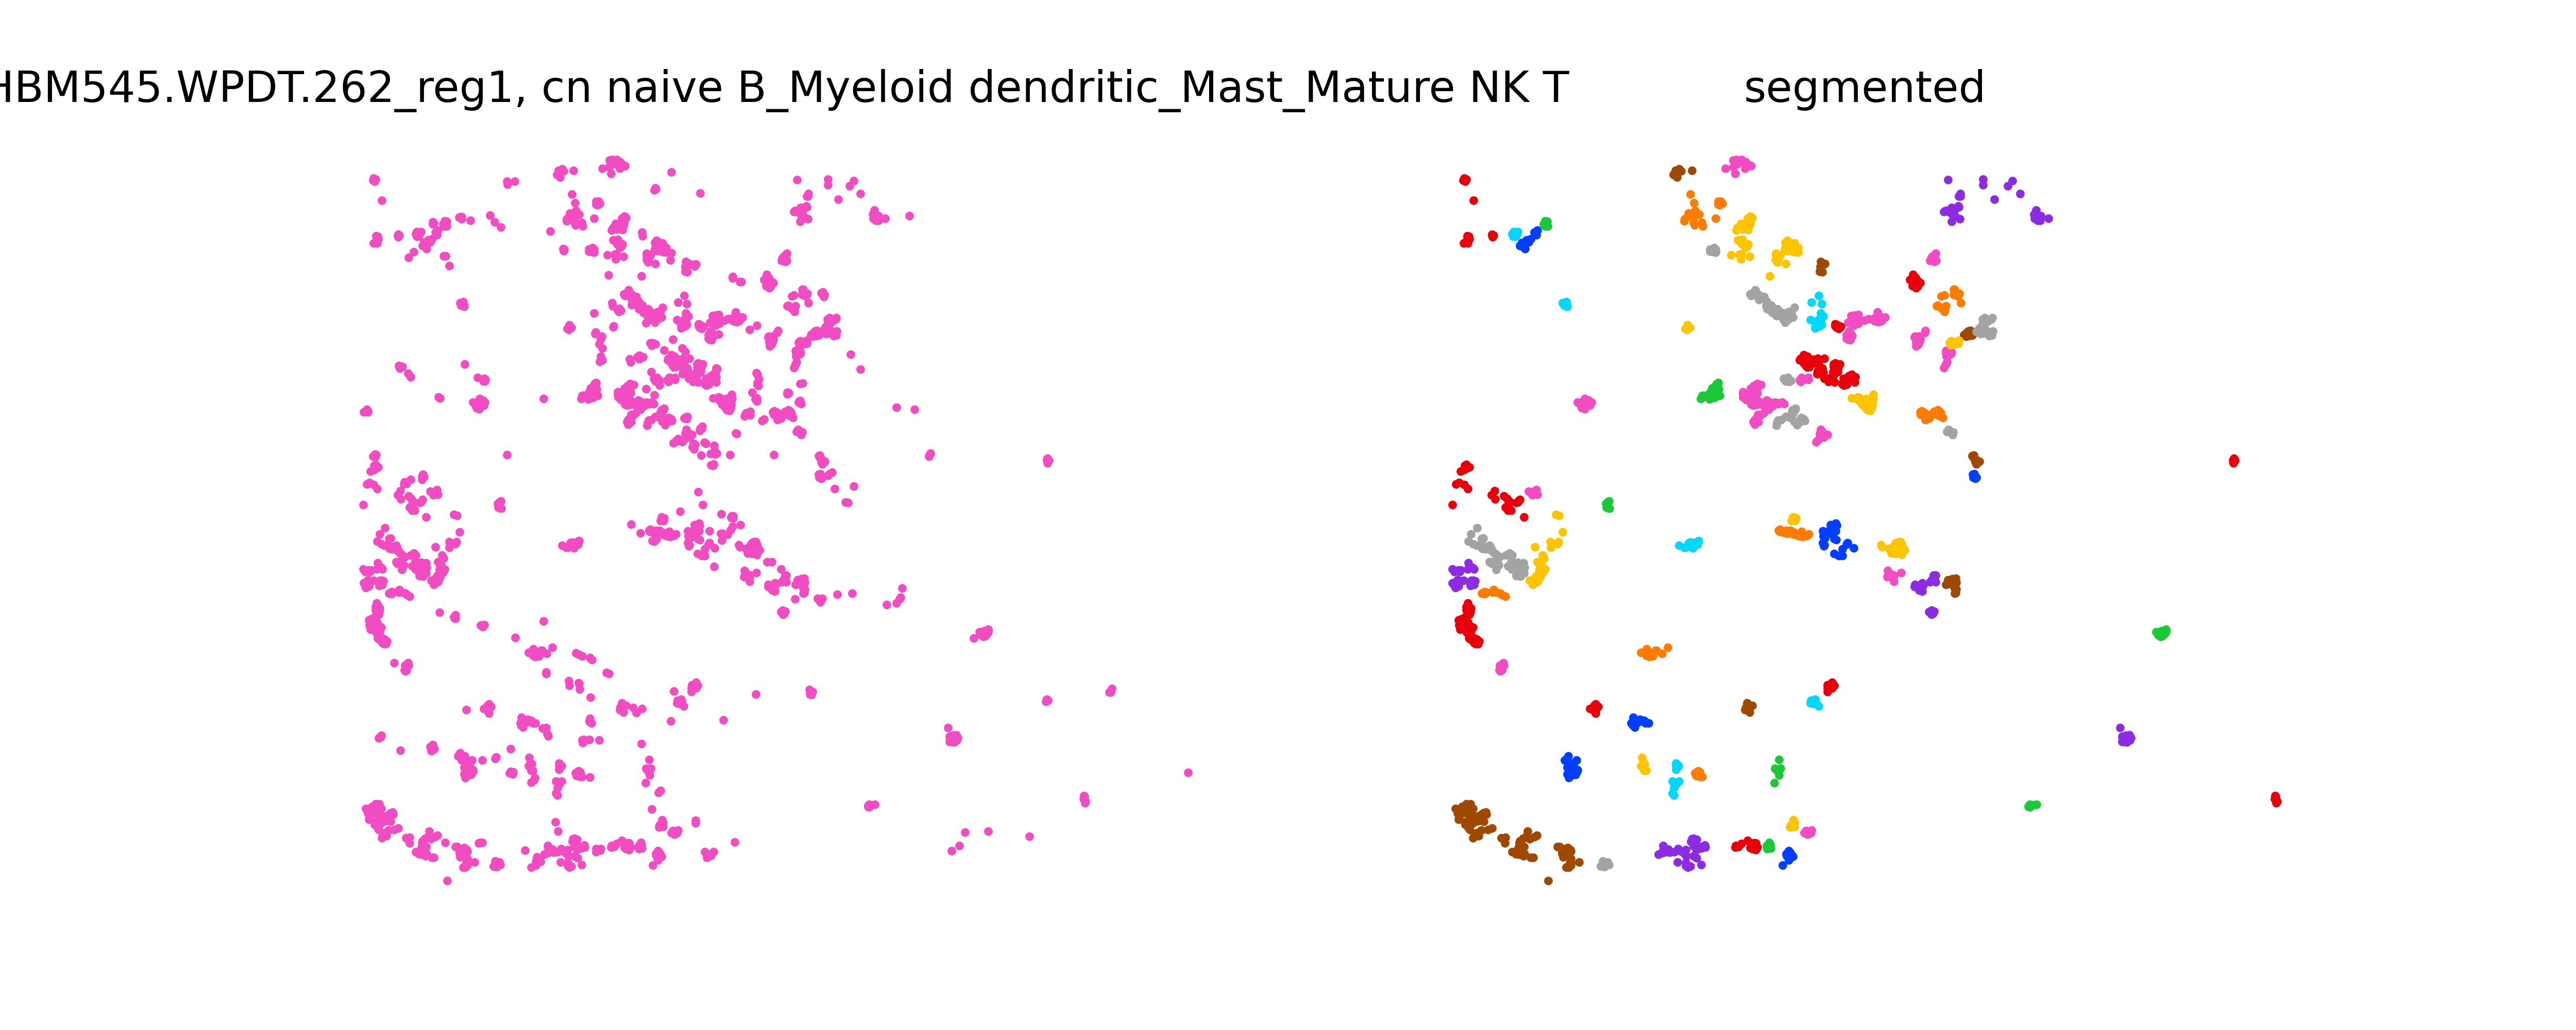 HBM545.WPDT.262_reg1, cn naive B_Myeloid dendritic_Mast_Mature NK T
segmented